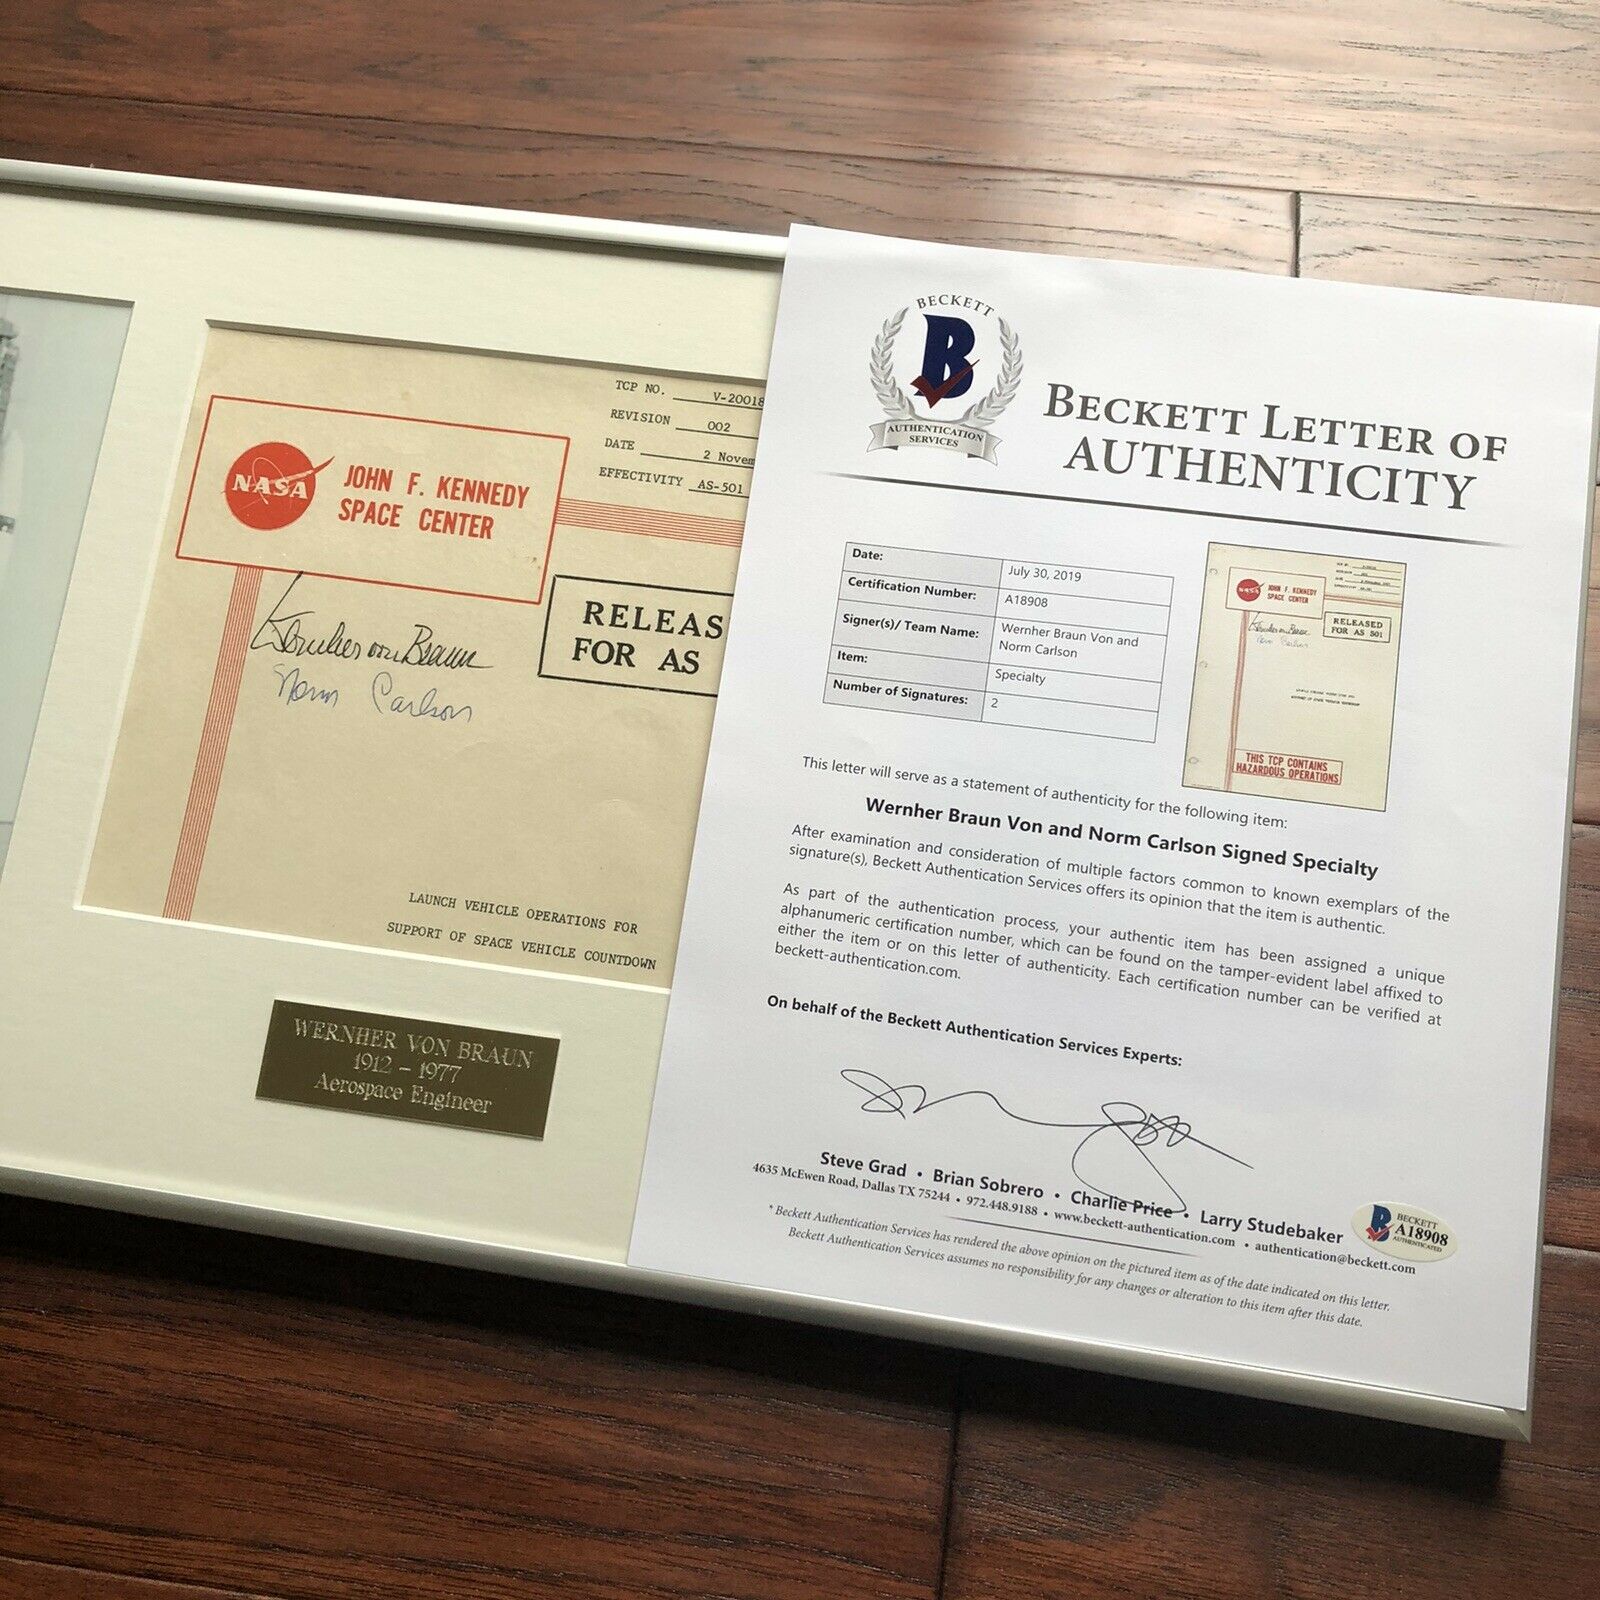 TCP NO. V-20018
REVISION 002
DATE 2 Novem
EFFECTIVITY AS-501
NASA
JOHN F. KENNEDY
SPACE CENTER
RELEAS
FOR AS
Wernher von Braun
Norm Carlson
LAUNCH VEHICLE OPERATIONS FOR
SUPPORT OF SPACE VEHICLE COUNTDOWN
WERNHER VON BRAUN
1912 - 1977
Aerospace Engineer
BECKETT
B
AUTHENTICATION
SERVICES
BECKETT LETTER OF
AUTHENTICITY
Date: July 30, 2019
Certification Number: A18908
Signer(s)/ Team Name: Wernher Braun Von and
Norm Carlson
Item: Specialty
Number of Signatures: 2
NASA
JOHN F. KENNEDY
SPACE CENTER
Wernher von Braun
Norm Carlson
RELEASED
FOR AS 501
THIS TCP CONTAINS
HAZARDOUS OPERATIONS
This letter will serve as a statement of authenticity for the following item:
Wernher Braun Von and Norm Carlson Signed Specialty
After examination and consideration of multiple factors common to known exemplars of the
signature(s), Beckett Authentication Services offers its opinion that the item is authentic.
As part of the authentication process, your authentic item has been assigned a unique
alphanumeric certification number, which can be found on the tamper-evident label affixed to
either the item or on this letter of authenticity. Each certification number can be verified at
beckett-authentication.com.
On behalf of the Beckett Authentication Services Experts:
Steve Grad • Brian Sobrero • Charlie Price • Larry Studebaker
4635 McEwen Road, Dallas TX 75244 • 972.448.9188 • www.beckett-authentication.com • authentication@beckett.com
* Beckett Authentication Services has rendered the above opinion on the pictured item as of the date indicated on this letter.
Beckett Authentication Services assumes no responsibility for any changes or alteration to this item after this date.
B
BECKETT
A18908
AUTHENTICATED